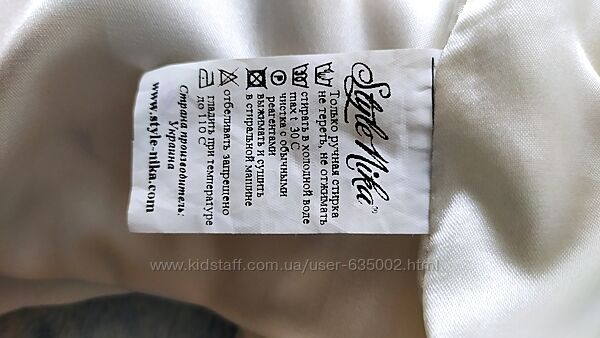 Style Nika
Только ручная стирка
не тереть, не отжимать
стирать в холодной воде
max t 30 C
чистка с обычными
реагентами
выжимать и сушить
в стиральной машине
отбеливать запрещено
гладить при температуре
до 110 C
Страна производитель:
Украина
www.style-nika.com
www.kidstaff.com.ua/user-635002.html